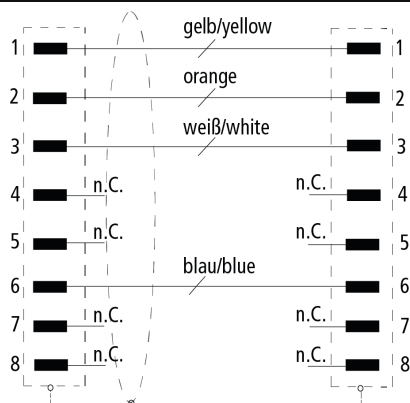 gelb/yellow
1 1
orange
2 2
weiß/white
3 3
4 n.C. n.C. 4
5 n.C. n.C. 5
blau/blue
6 6
7 n.C. n.C. 7
8 n.C. n.C. 8